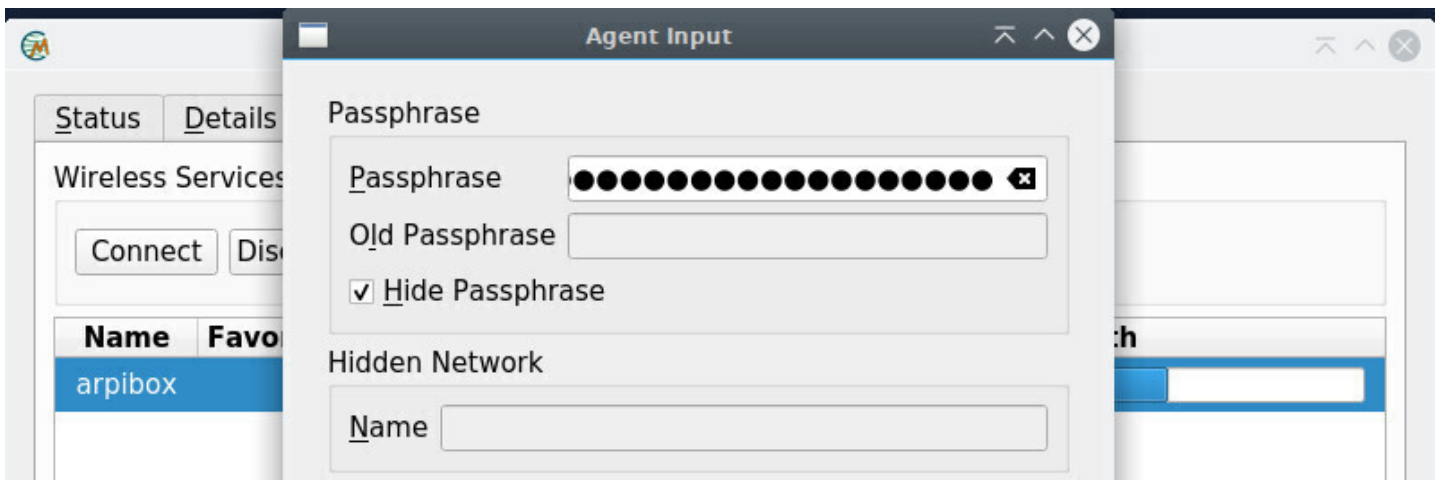 Agent Input
Status Details
Passphrase
Wireless Services
Passphrase
Old Passphrase
Connect
Hide Passphrase
Name
Hidden Network
arpibox
Name